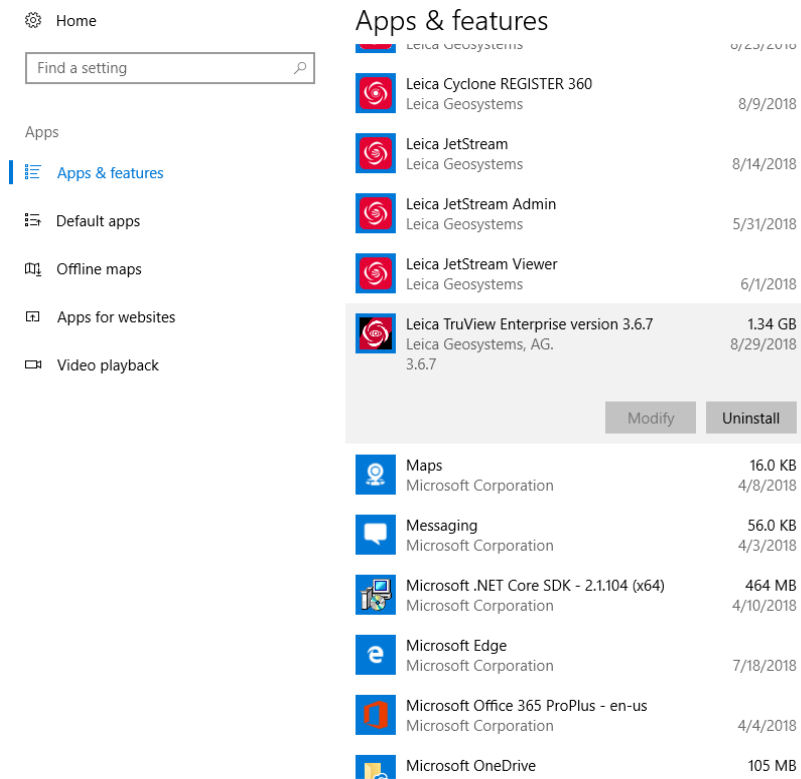 Home
Find a setting
Apps
Apps & features
Default apps
Offline maps
Apps for websites
Video playback
Apps & features
Leica Geosystems 8/23/2018
Leica Cyclone REGISTER 360
Leica Geosystems 8/9/2018
Leica JetStream
Leica Geosystems 8/14/2018
Leica JetStream Admin
Leica Geosystems 5/31/2018
Leica JetStream Viewer
Leica Geosystems 6/1/2018
Leica TruView Enterprise version 3.6.7 1.34 GB
Leica Geosystems, AG. 8/29/2018
3.6.7
Modify Uninstall
Maps 16.0 KB
Microsoft Corporation 4/8/2018
Messaging 56.0 KB
Microsoft Corporation 4/3/2018
Microsoft .NET Core SDK - 2.1.104 (x64) 464 MB
Microsoft Corporation 4/10/2018
Microsoft Edge
Microsoft Corporation 7/18/2018
Microsoft Office 365 ProPlus - en-us
Microsoft Corporation 4/4/2018
Microsoft OneDrive 105 MB